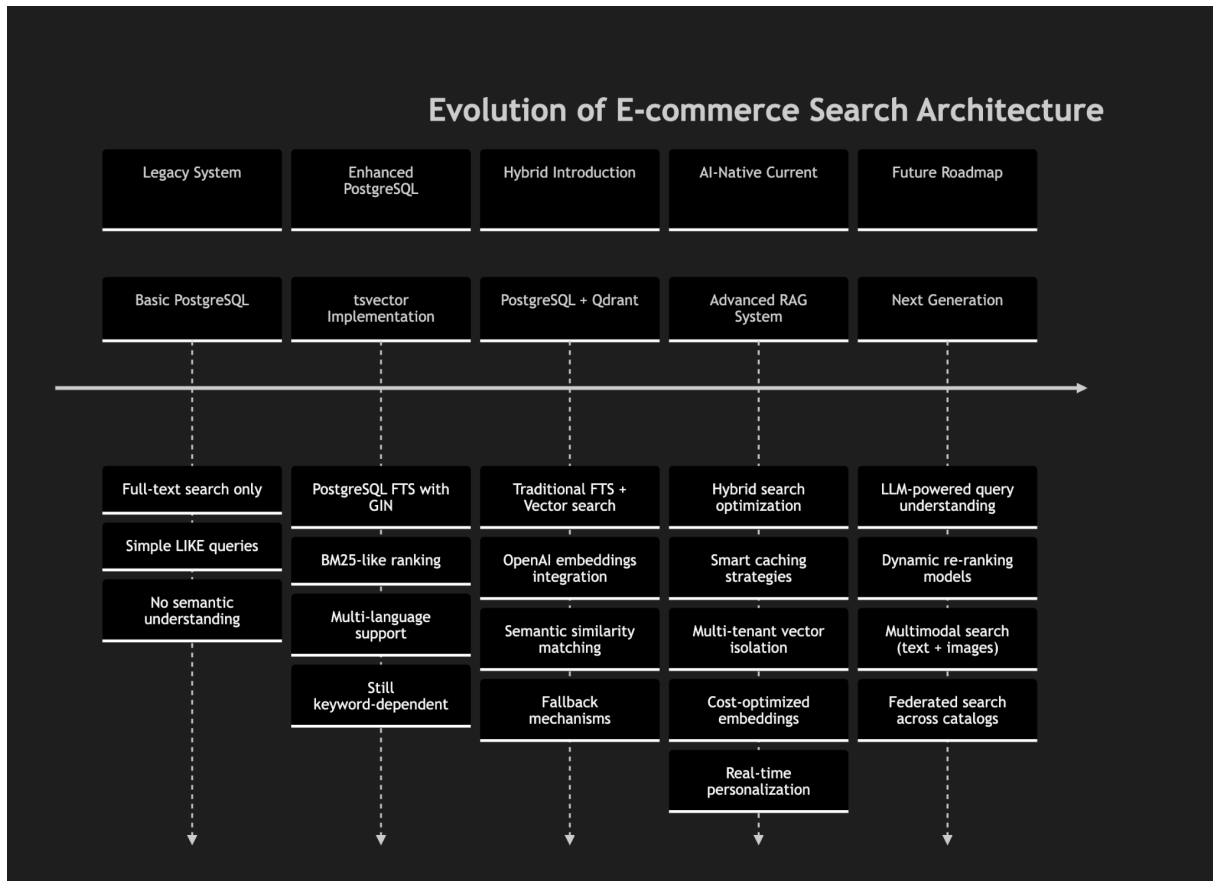 Evolution of E-commerce Search Architecture
Legacy System
Enhanced
PostgreSQL
Hybrid Introduction
AI-Native Current
Future Roadmap
Basic PostgreSQL
tsvector
Implementation
PostgreSQL + Qdrant
Advanced RAG
System
Next Generation
Full-text search only
Simple LIKE queries
No semantic
understanding
PostgreSQL FTS with
GIN
BM25-like ranking
Multi-language
support
Still
keyword-dependent
Traditional FTS +
Vector search
OpenAI embeddings
integration
Semantic similarity
matching
Fallback
mechanisms
Hybrid search
optimization
Smart caching
strategies
Multi-tenant vector
isolation
Cost-optimized
embeddings
Real-time
personalization
LLM-powered query
understanding
Dynamic re-ranking
models
Multimodal search
(text + images)
Federated search
across catalogs